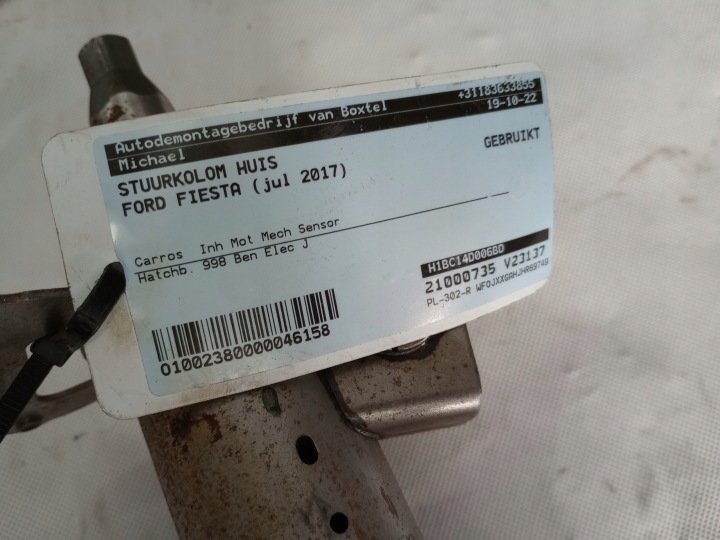 Autodemontagebedrijf van Boxtel +31183633855
Michael 19-10-22
STUURKOLOM HUIS GEBRUIKT
FORD FIESTA (jul 2017)
Carros Inh Mot Mech Sensor
Hatchb. 998 Ben Elec J
H1BC14D006BD
21000735 V23137
PL-302-R WF0JXXGAHJHR69749
01002380000046158